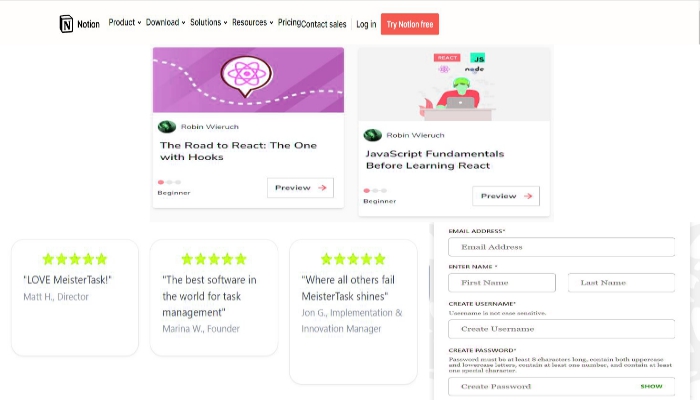 Notion
Product Download Solutions Resources Pricing Contact sales Log in Try Notion free
REACT JS
node
Robin Wieruch
The Road to React: The One
with Hooks
Beginner
Preview →
Robin Wieruch
JavaScript Fundamentals
Before Learning React
Beginner
Preview →
"LOVE MeisterTask!"
Matt H., Director
"The best software in
the world for task
management"
Marina W., Founder
"Where all others fail
MeisterTask shines"
Jon G., Implementation &
Innovation Manager
EMAIL ADDRESS*
Email Address
ENTER NAME *
First Name Last Name
CREATE USERNAME*
Username is not case sensitive.
Create Username
CREATE PASSWORD*
Password must be at least 8 characters long, contain both uppercase
and lowercase letters, contain at least one number, and contain at least
one special character.
Create Password SHOW